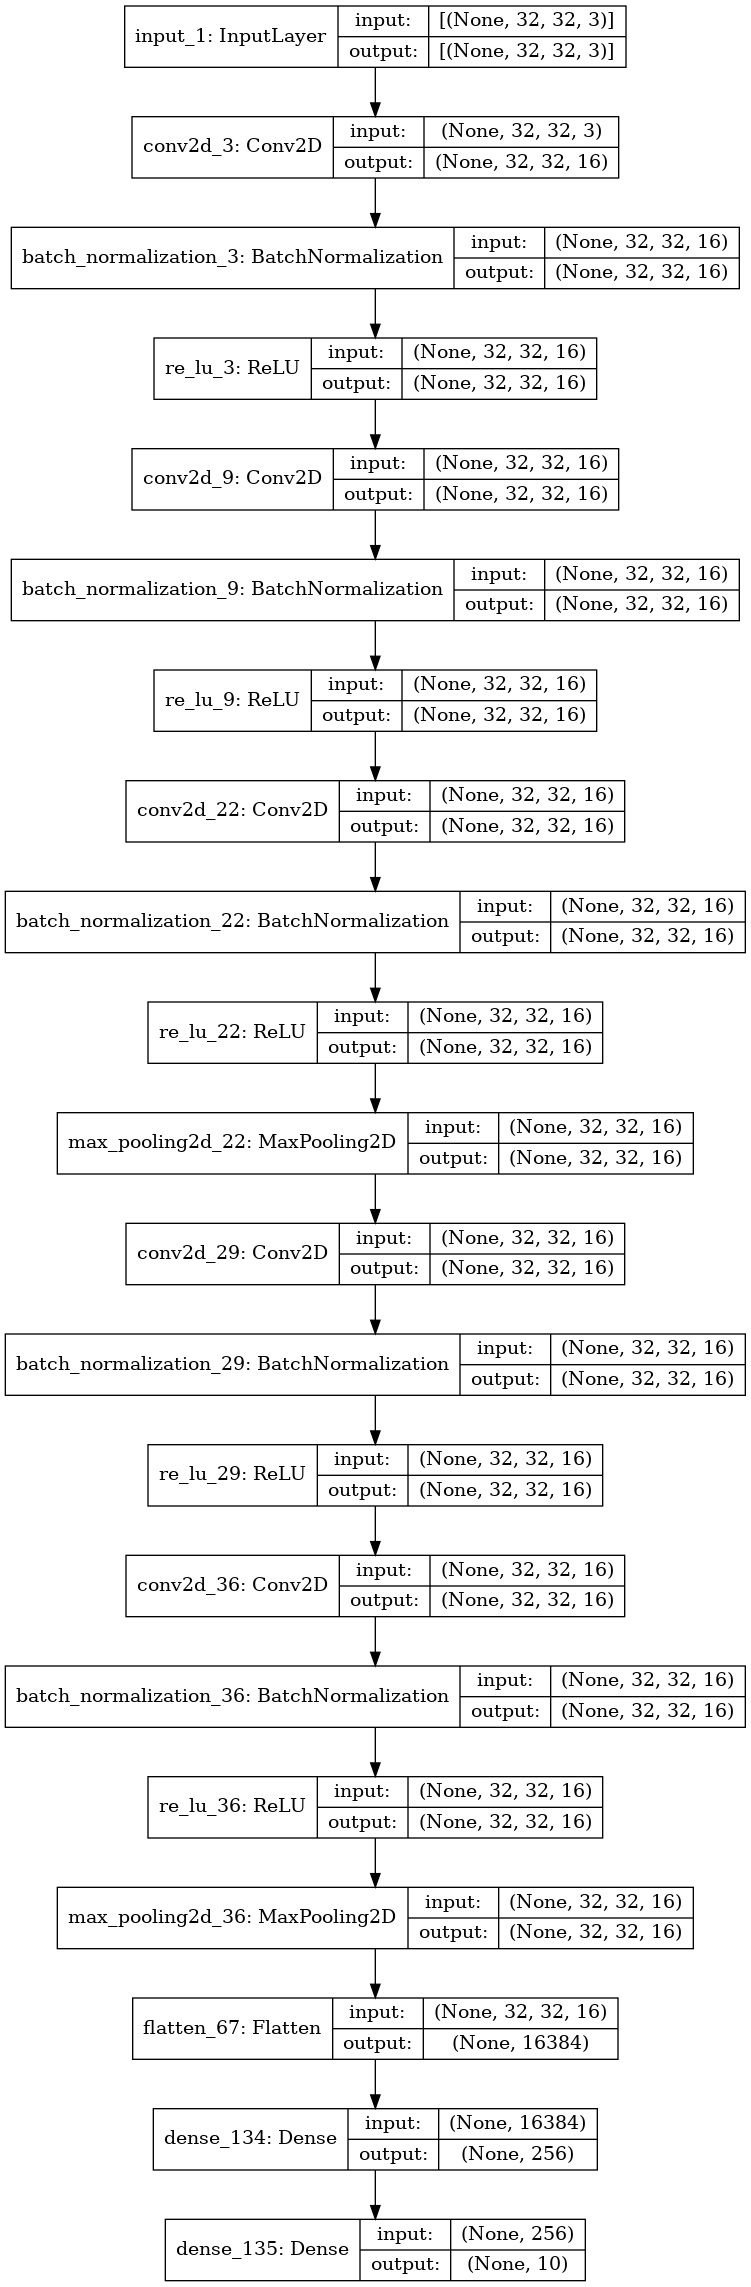 input_1: InputLayer
input: [(None, 32, 32, 3)]
output: [(None, 32, 32, 3)]
conv2d_3: Conv2D
input: (None, 32, 32, 3)
output: (None, 32, 32, 16)
batch_normalization_3: BatchNormalization
input: (None, 32, 32, 16)
output: (None, 32, 32, 16)
re_lu_3: ReLU
input: (None, 32, 32, 16)
output: (None, 32, 32, 16)
conv2d_9: Conv2D
input: (None, 32, 32, 16)
output: (None, 32, 32, 16)
batch_normalization_9: BatchNormalization
input: (None, 32, 32, 16)
output: (None, 32, 32, 16)
re_lu_9: ReLU
input: (None, 32, 32, 16)
output: (None, 32, 32, 16)
conv2d_22: Conv2D
input: (None, 32, 32, 16)
output: (None, 32, 32, 16)
batch_normalization_22: BatchNormalization
input: (None, 32, 32, 16)
output: (None, 32, 32, 16)
re_lu_22: ReLU
input: (None, 32, 32, 16)
output: (None, 32, 32, 16)
max_pooling2d_22: MaxPooling2D
input: (None, 32, 32, 16)
output: (None, 32, 32, 16)
conv2d_29: Conv2D
input: (None, 32, 32, 16)
output: (None, 32, 32, 16)
batch_normalization_29: BatchNormalization
input: (None, 32, 32, 16)
output: (None, 32, 32, 16)
re_lu_29: ReLU
input: (None, 32, 32, 16)
output: (None, 32, 32, 16)
conv2d_36: Conv2D
input: (None, 32, 32, 16)
output: (None, 32, 32, 16)
batch_normalization_36: BatchNormalization
input: (None, 32, 32, 16)
output: (None, 32, 32, 16)
re_lu_36: ReLU
input: (None, 32, 32, 16)
output: (None, 32, 32, 16)
max_pooling2d_36: MaxPooling2D
input: (None, 32, 32, 16)
output: (None, 32, 32, 16)
flatten_67: Flatten
input: (None, 32, 32, 16)
output: (None, 16384)
dense_134: Dense
input: (None, 16384)
output: (None, 256)
dense_135: Dense
input: (None, 256)
output: (None, 10)